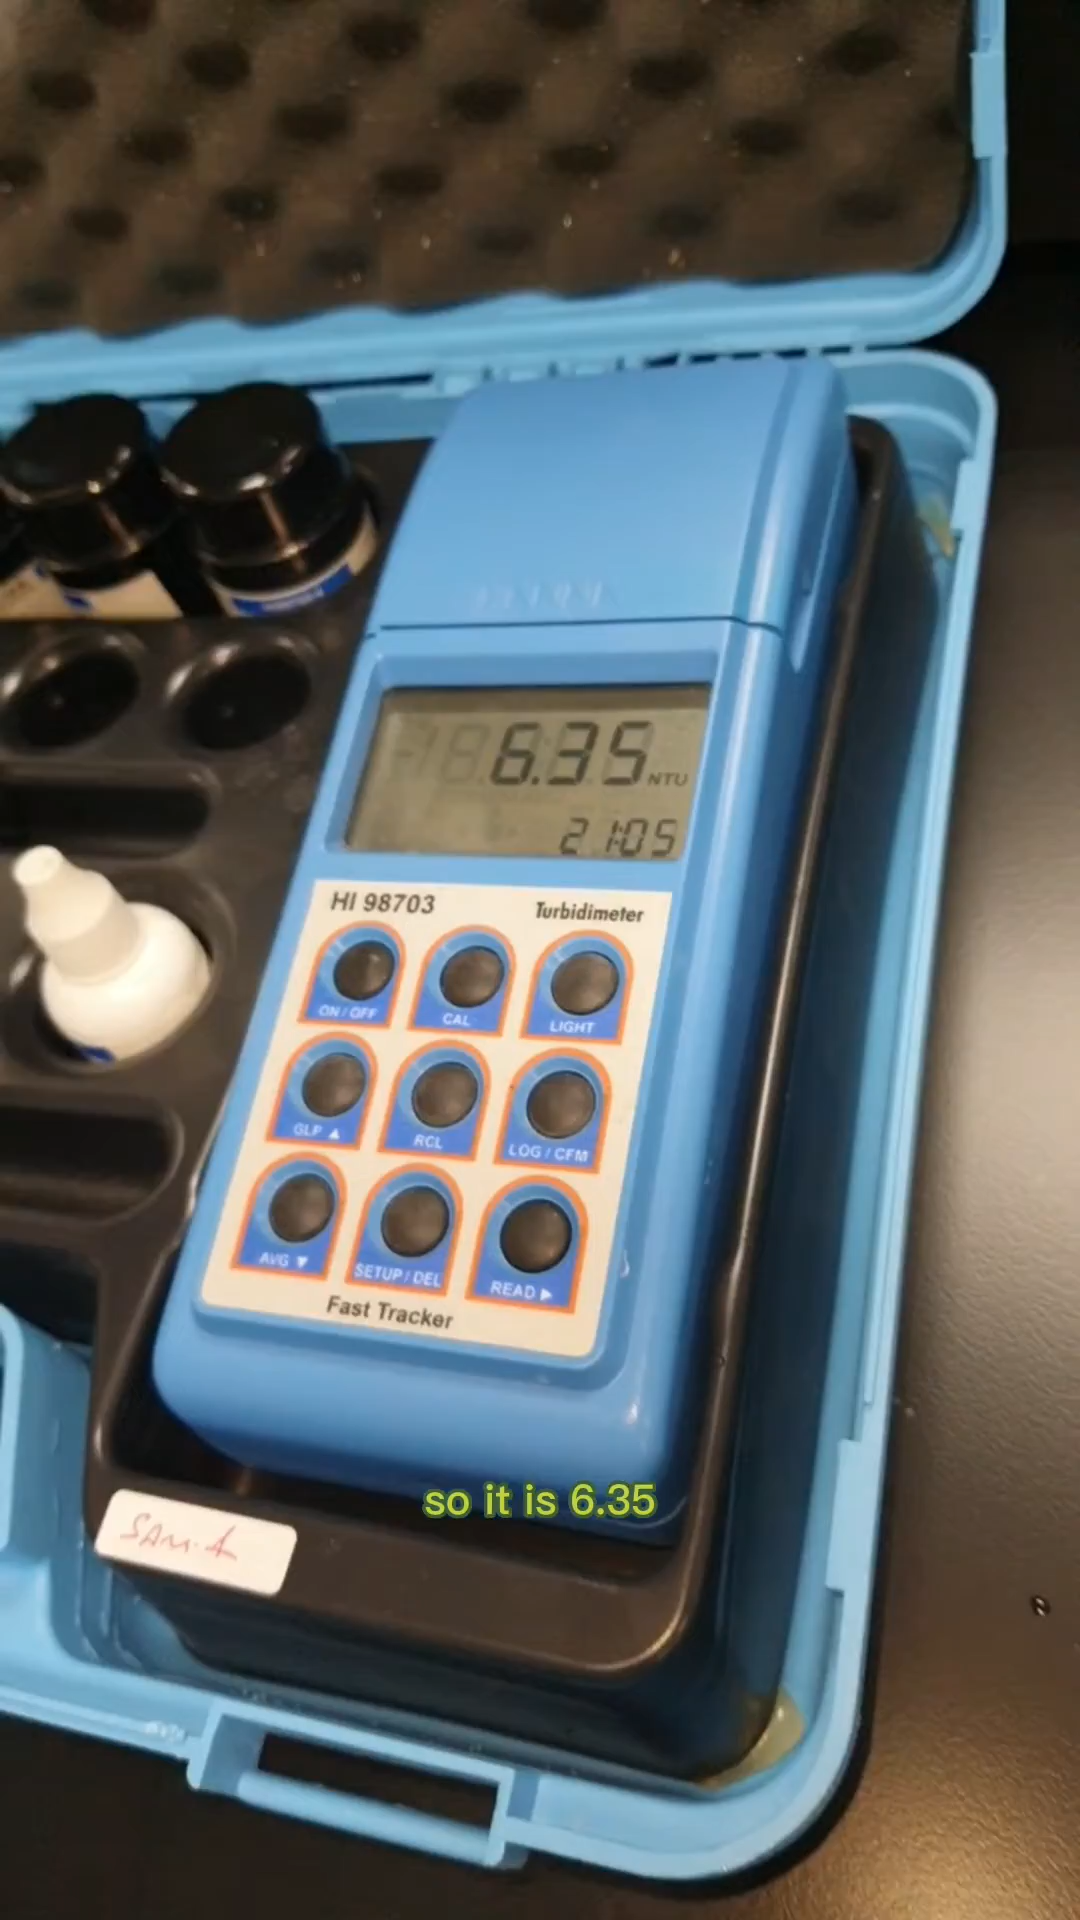 6.35 NTU
21:05
HI 98703 Turbidimeter
ON / OFF CAL LIGHT
GLP ▲ RCL LOG / CFM
AVG ▼ SETUP / DEL READ ▶
Fast Tracker
so it is 6.35